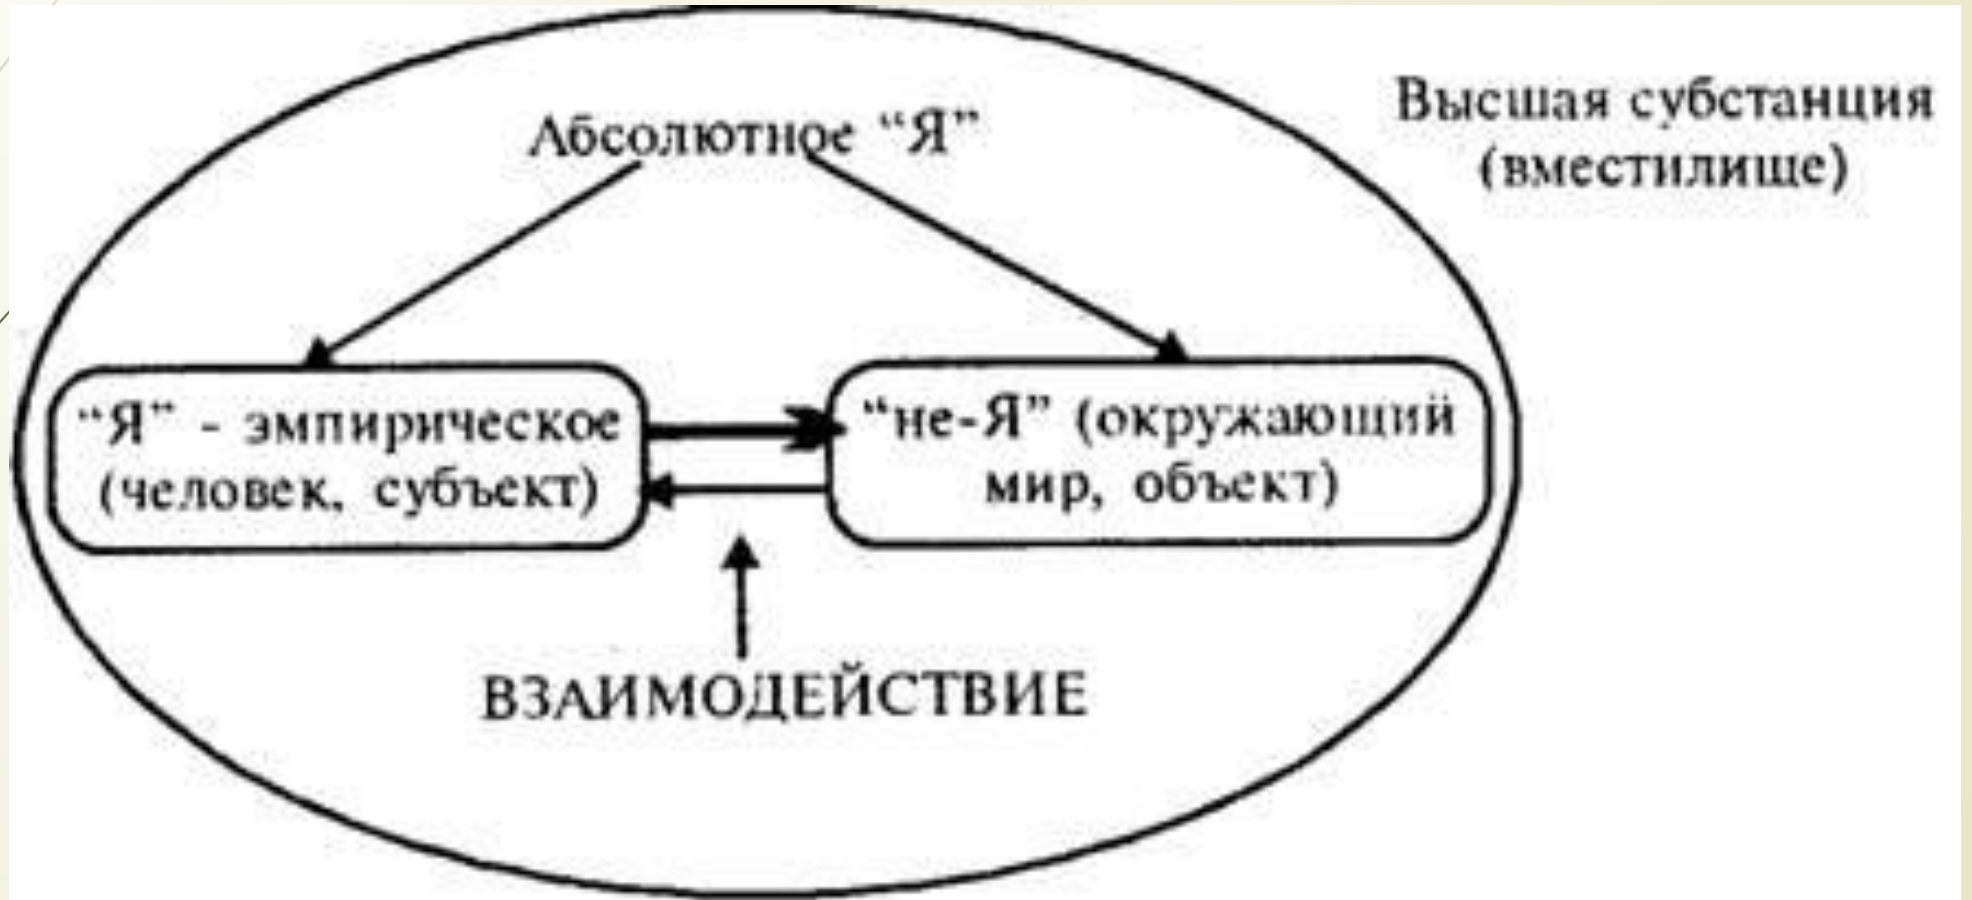 Абсолютное “Я”
Высшая субстанция
(вместилище)
“Я” - эмпирическое
(человек, субъект)
“не-Я” (окружающий
мир, объект)
ВЗАИМОДЕЙСТВИЕ